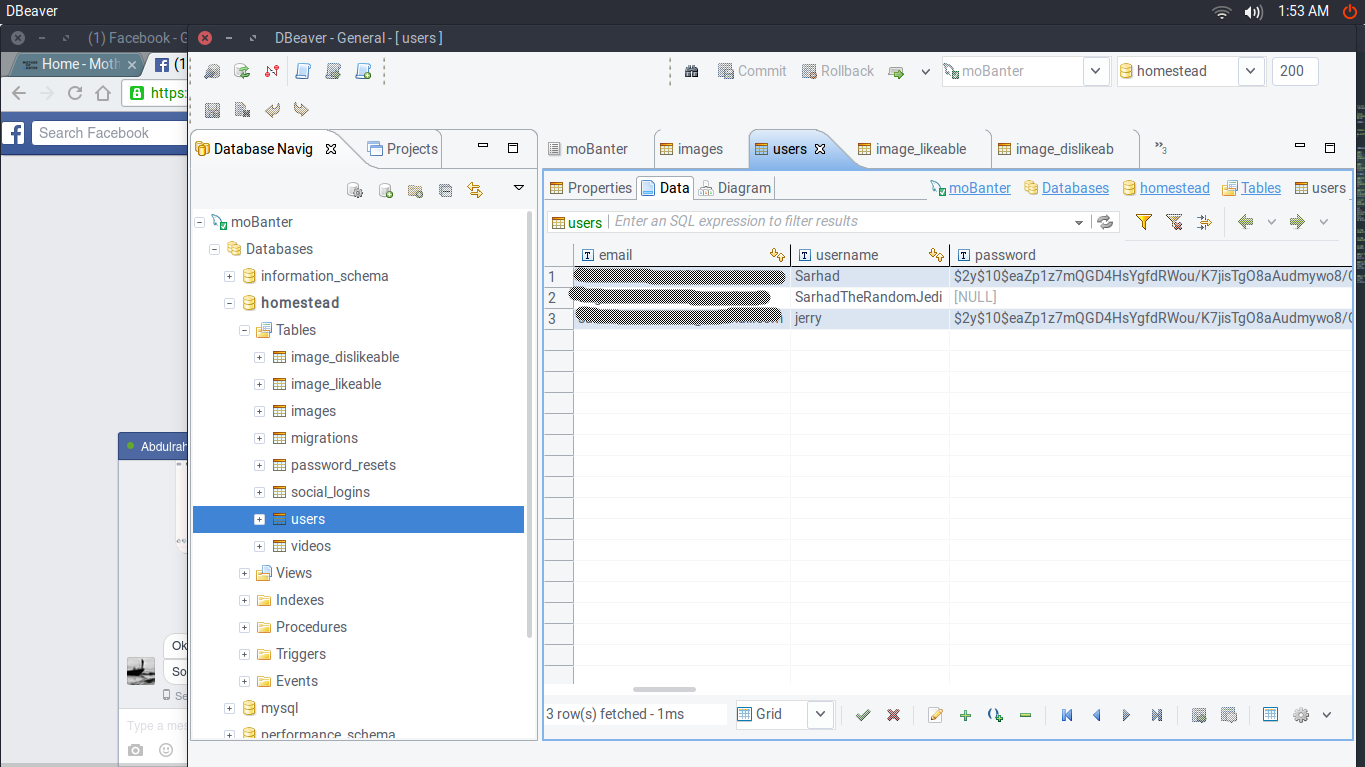 DBeaver
1:53 AM
(1) Facebook - G
DBeaver - General - [ users ]
Home - Moth
(1
https:
Search Facebook
Commit
Rollback
moBanter
homestead
200
Database Navig
Projects
moBanter
images
users
image_likeable
image_dislikeab
»3
Properties
Data
Diagram
moBanter
Databases
homestead
Tables
users
users
Enter an SQL expression to filter results
email
username
password
1
Sarhad
$2y$10$eaZp1z7mQGD4HsYgfdRWou/K7jisTgO8aAudmywo8/
2
SarhadTheRandomJedi
[NULL]
3
jerry
$2y$10$eaZp1z7mQGD4HsYgfdRWou/K7jisTgO8aAudmywo8/
moBanter
Databases
information_schema
homestead
Tables
image_dislikeable
image_likeable
images
migrations
password_resets
social_logins
users
videos
Views
Indexes
Procedures
Triggers
Events
mysql
performance_schema
Abdulrah
Ok
So
Se
Type a mes
3 row(s) fetched - 1ms
Grid